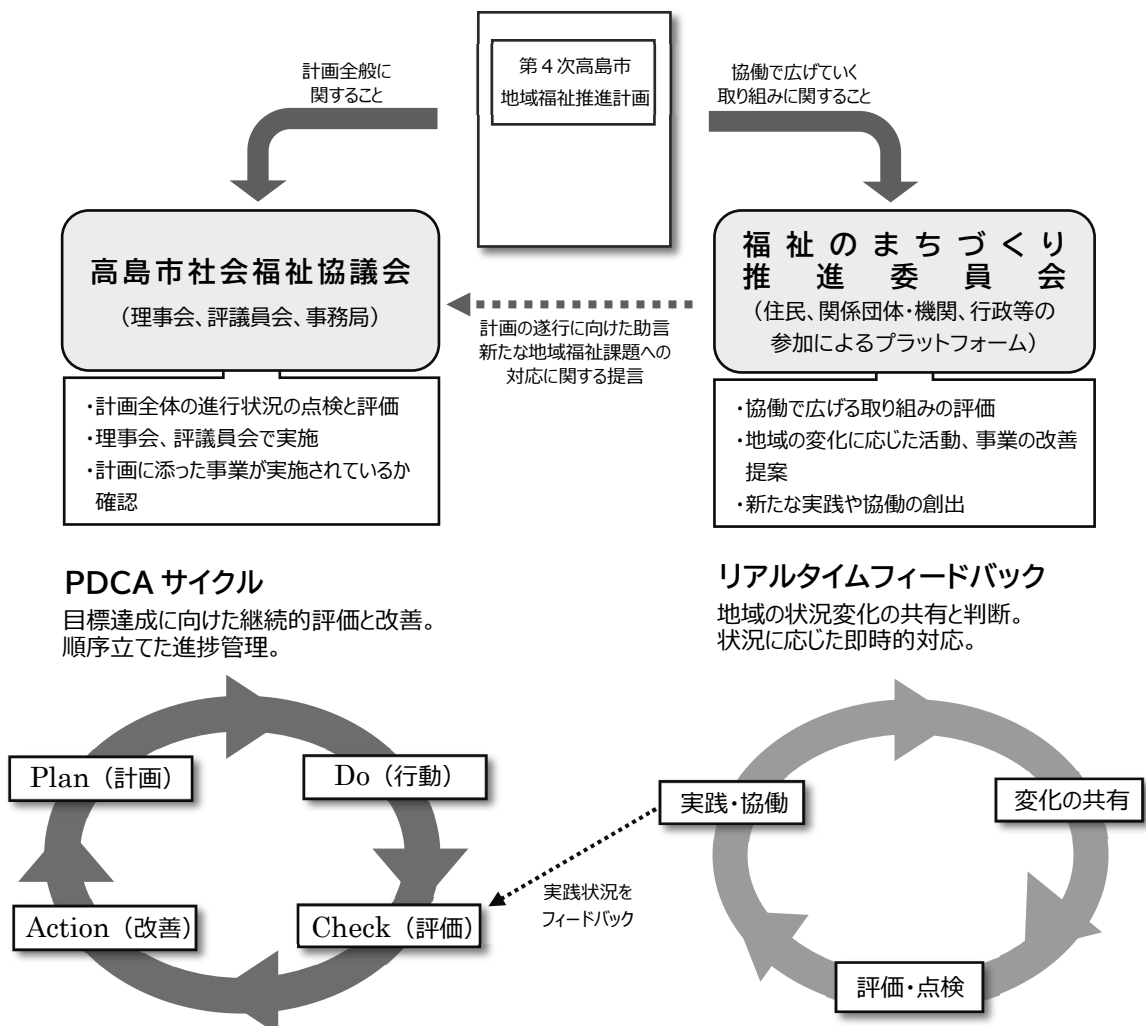 第４次高島市
地域福祉推進計画
計画全般に
関すること
協働で広げていく
取り組みに関すること
高島市社会福祉協議会
（理事会、評議員会、事務局）
福祉のまちづくり
推進委員会
（住民、関係団体・機関、行政等の
参加によるプラットフォーム）
計画の遂行に向けた助言
新たな地域福祉課題への
対応に関する提言
・計画全体の進行状況の点検と評価
・理事会、評議員会で実施
・計画に添った事業が実施されているか
確認
・協働で広げる取り組みの評価
・地域の変化に応じた活動、事業の改善
提案
・新たな実践や協働の創出
PDCA サイクル
目標達成に向けた継続的評価と改善。
順序立てた進捗管理。
リアルタイムフィードバック
地域の状況変化の共有と判断。
状況に応じた即時的対応。
Plan（計画）
Do（行動）
Action（改善）
Check（評価）
実践状況を
フィードバック
実践・協働
変化の共有
評価・点検